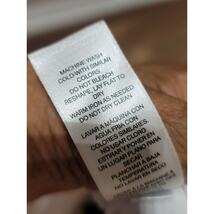 MACHINE WASH
COLD-WITH SIMILAR
COLORS
DO NOT BLEACH
RESHAPE, LAY FLAT TO
DRY
WARM IRON AS NEEDED
DO NOT DRY CLEAN
LAVAR A MÁQUINA CON
AGUA FRÍA CON
COLORES SIMILARES.
NO USAR CLORO
ESTIRAR Y PONER EN
UN LUGAR PLANO PARA
SECAR
PLANCHAR A BAJA
TEMPERATURA